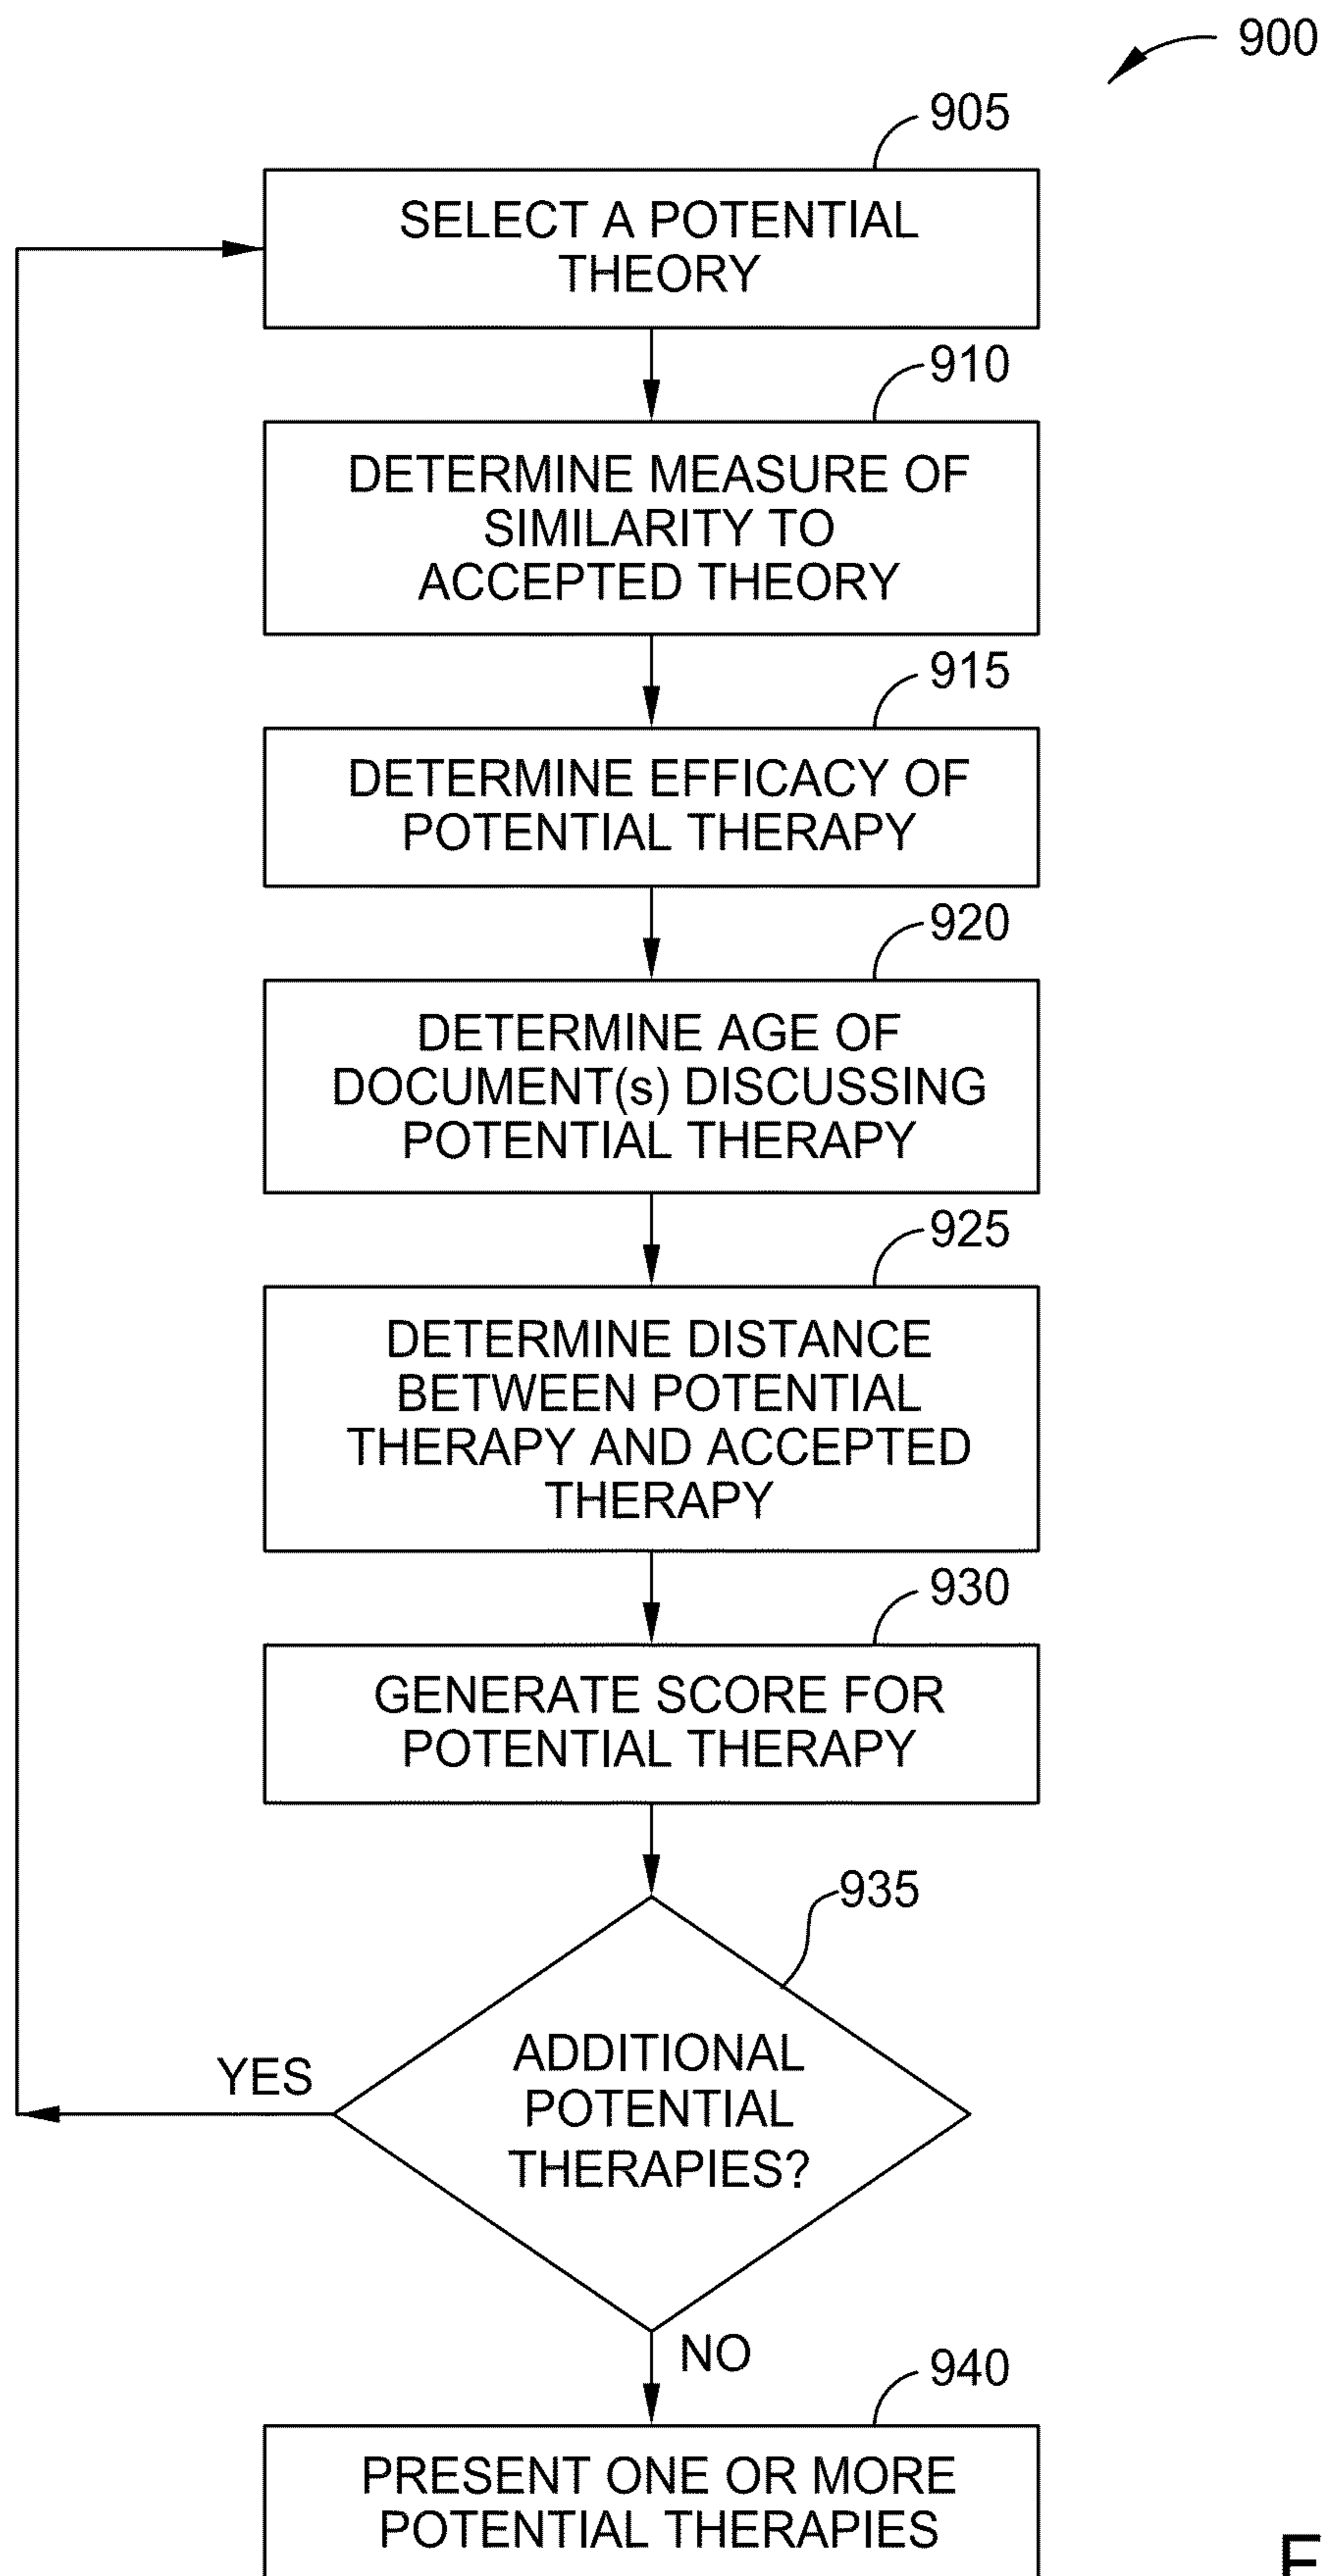 900
905
SELECT A POTENTIAL
THEORY
910
DETERMINE MEASURE OF
SIMILARITY TO
ACCEPTED THEORY
915
DETERMINE EFFICACY OF
POTENTIAL THERAPY
920
DETERMINE AGE OF
DOCUMENT(s) DISCUSSING
POTENTIAL THERAPY
925
DETERMINE DISTANCE
BETWEEN POTENTIAL
THERAPY AND ACCEPTED
THERAPY
930
GENERATE SCORE FOR
POTENTIAL THERAPY
935
ADDITIONAL
POTENTIAL
THERAPIES?
YES
NO
940
PRESENT ONE OR MORE
POTENTIAL THERAPIES